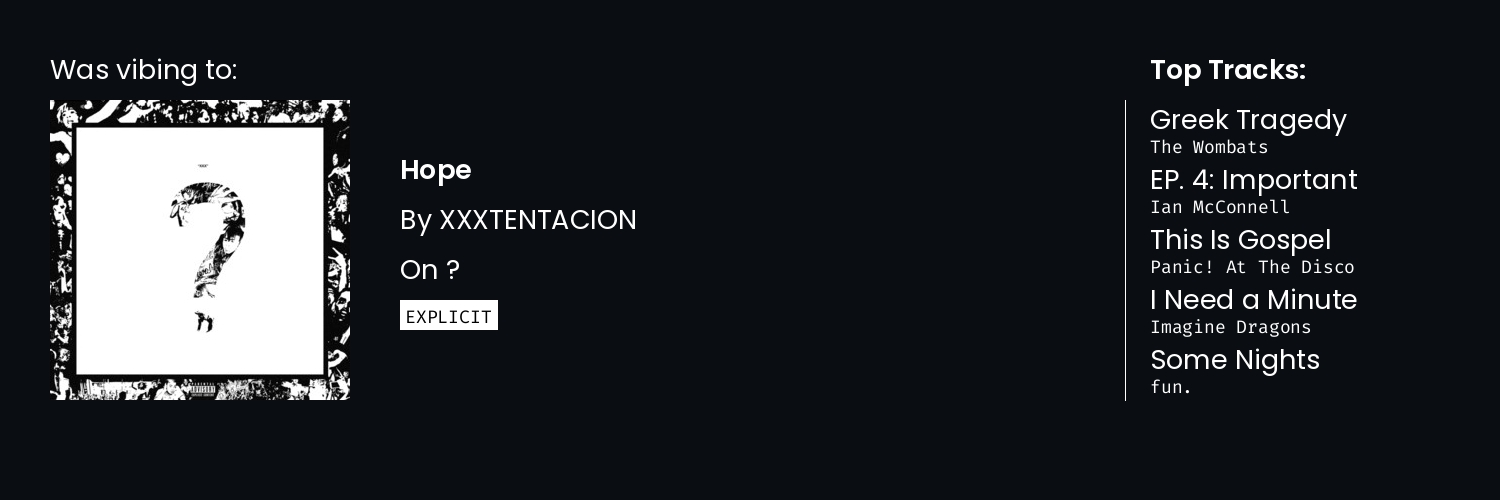 Was vibing to:
?
Hope
By XXXTENTACION
On ?
EXPLICIT
Top Tracks:
Greek Tragedy
The Wombats
EP. 4: Important
Ian McConnell
This Is Gospel
Panic! At The Disco
I Need a Minute
Imagine Dragons
Some Nights
fun.